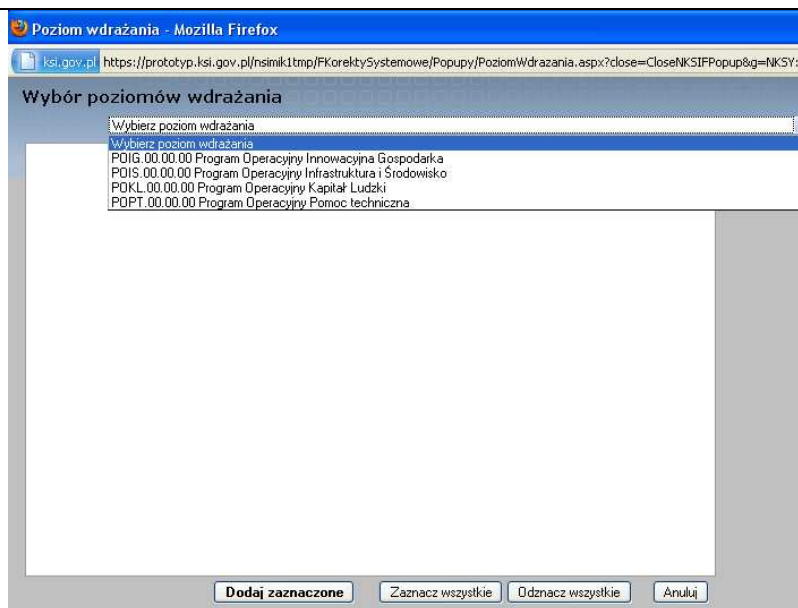 Poziom wdrażania - Mozilla Firefox
ksi.gov.pl https://prototyp.ksi.gov.pl/nsimik1tmp/FKorektySystemowe/Popupy/PoziomWdrazania.aspx?close=CloseNKSIFPopup&g=NKSY:
Wybór poziomów wdrażania
Wybierz poziom wdrażania
Wybierz poziom wdrażania
POIG.00.00.00 Program Operacyjny Innowacyjna Gospodarka
POIS.00.00.00 Program Operacyjny Infrastruktura i Środowisko
POKL.00.00.00 Program Operacyjny Kapitał Ludzki
POPT.00.00.00 Program Operacyjny Pomoc techniczna
Dodaj zaznaczone Zaznacz wszystkie Odznacz wszystkie Anuluj